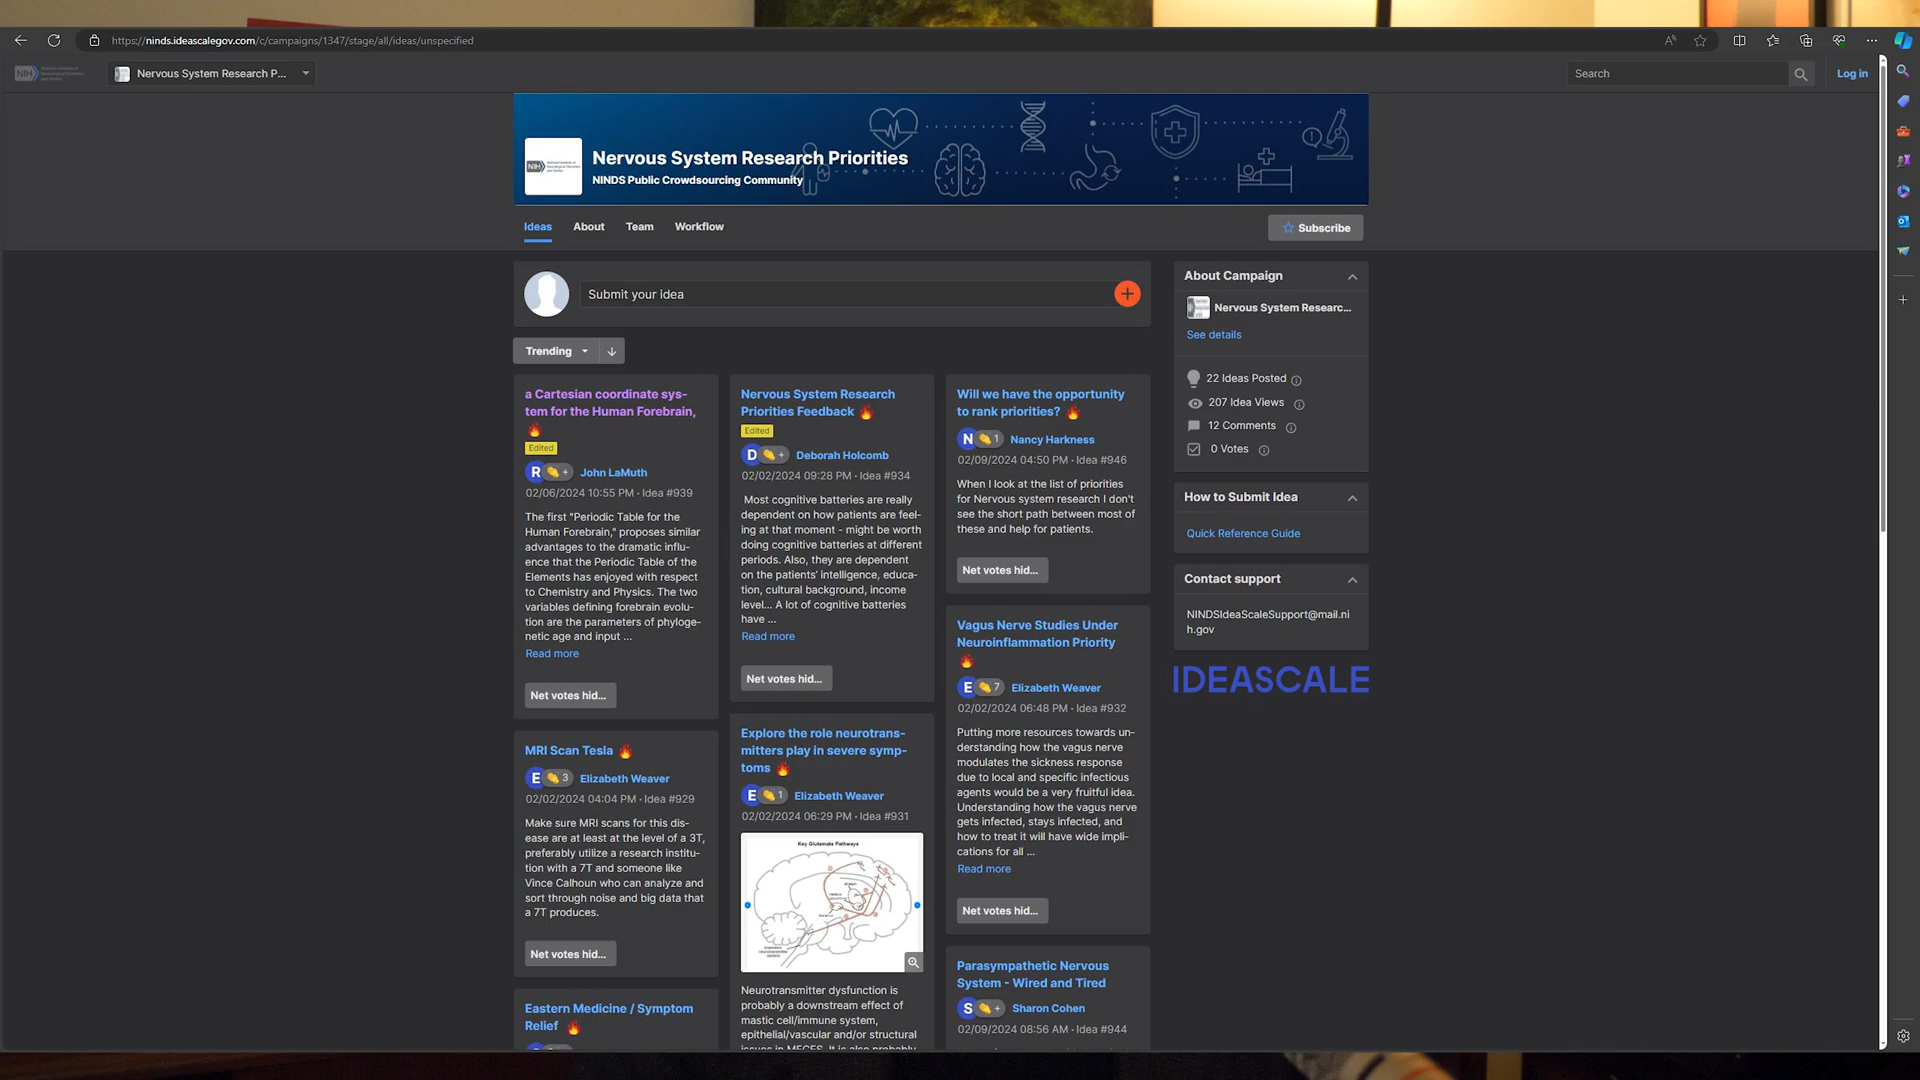 https://ninds.ideascalegov.com/c/campaigns/1347/stage/all/ideas/unspecified
NIH
Nervous System Research P...
Search
Log in
NIH
Nervous System Research Priorities
NINDS Public Crowdsourcing Community
Ideas
About
Team
Workflow
Subscribe
Submit your idea
Trending
a Cartesian coordinate sys-
tem for the Human Forebrain,
Edited
R
+
John LaMuth
02/06/2024 10:55 PM · Idea #939
The first "Periodic Table for the
Human Forebrain," proposes similar
advantages to the dramatic influ-
ence that the Periodic Table of the
Elements has enjoyed with respect
to Chemistry and Physics. The two
variables defining forebrain evolu-
tion are the parameters of phyloge-
netic age and input ...
Read more
Net votes hid...
MRI Scan Tesla
E
3
Elizabeth Weaver
02/02/2024 04:04 PM · Idea #929
Make sure MRI scans for this dis-
ease are at least at the level of a 3T,
preferably utilize a research institu-
tion with a 7T and someone like
Vince Calhoun who can analyze and
sort through noise and big data that
a 7T produces.
Net votes hid...
Eastern Medicine / Symptom
Relief
Nervous System Research
Priorities Feedback
Edited
D
+
Deborah Holcomb
02/02/2024 09:28 PM · Idea #934
Most cognitive batteries are really
dependent on how patients are feel-
ing at that moment - might be worth
doing cognitive batteries at different
periods. Also, they are dependent
on the patients' intelligence, educa-
tion, cultural background, income
level... A lot of cognitive batteries
have ...
Read more
Net votes hid...
Explore the role neurotrans-
mitters play in severe symp-
toms
E
1
Elizabeth Weaver
02/02/2024 06:29 PM · Idea #931
Key Glutamate Pathways
Neurotransmitter dysfunction is
probably a downstream effect of
mastic cell/immune system,
epithelial/vascular and/or structural
issues in MECFS. It is also probably
Will we have the opportunity
to rank priorities?
N
1
Nancy Harkness
02/09/2024 04:50 PM · Idea #946
When I look at the list of priorities
for Nervous system research I don't
see the short path between most of
these and help for patients.
Net votes hid...
Vagus Nerve Studies Under
Neuroinflammation Priority
E
7
Elizabeth Weaver
02/02/2024 06:48 PM · Idea #932
Putting more resources towards un-
derstanding how the vagus nerve
modulates the sickness response
due to local and specific infectious
agents would be a very fruitful idea.
Understanding how the vagus nerve
gets infected, stays infected, and
how to treat it will have wide impli-
cations for all ...
Read more
Net votes hid...
Parasympathetic Nervous
System - Wired and Tired
S
+
Sharon Cohen
02/09/2024 08:56 AM · Idea #944
About Campaign
Nervous System Researc...
See details
22 Ideas Posted
207 Idea Views
12 Comments
0 Votes
How to Submit Idea
Quick Reference Guide
Contact support
NINDSIdeaScaleSupport@mail.ni
h.gov
IDEASCALE